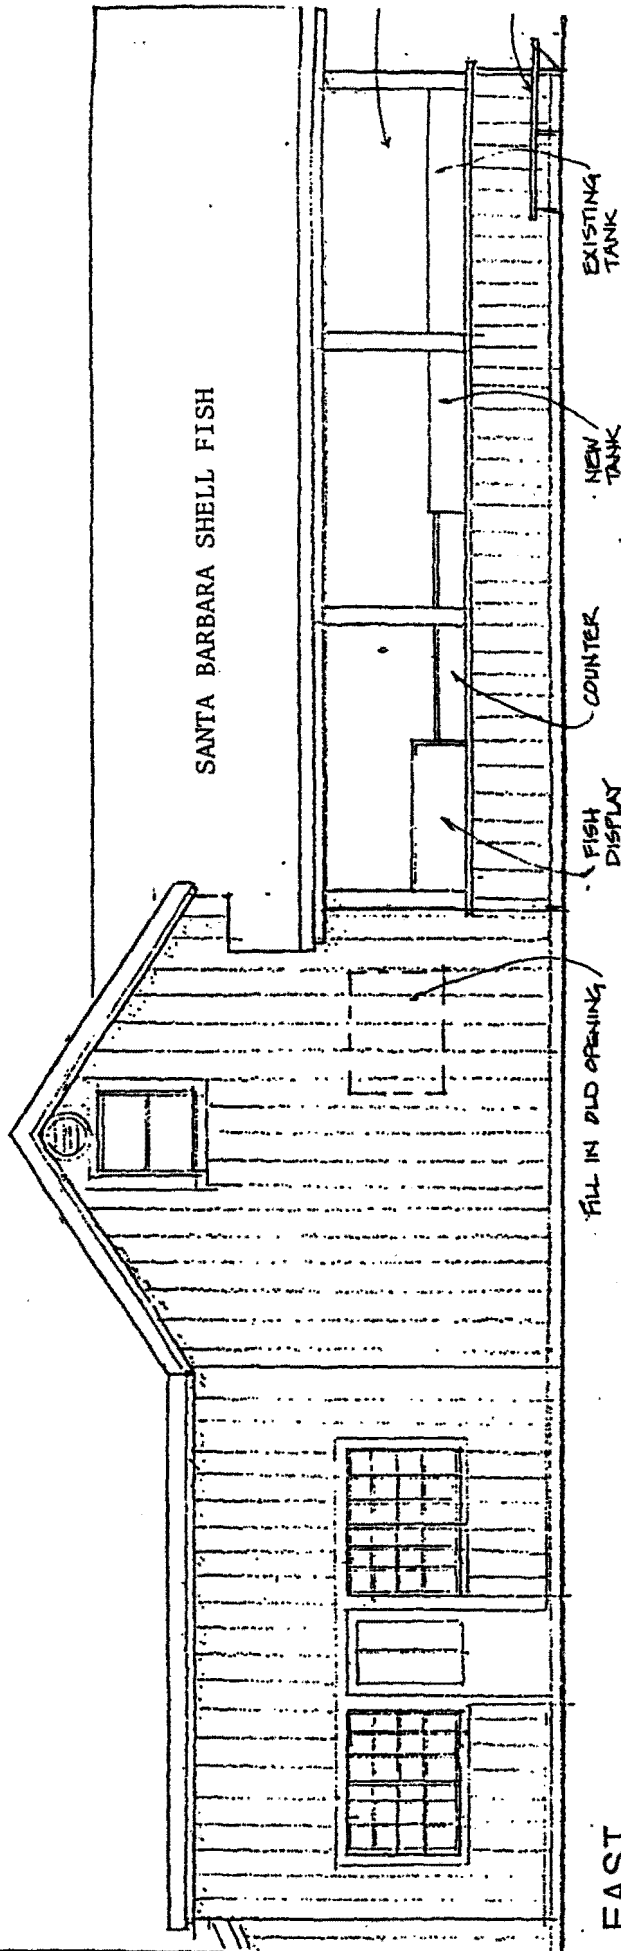 SANTA BARBARA SHELL FISH
FILL IN OLD OPENING
FISH
DISPLAY
COUNTER
NEW
TANK
EXISTING
TANK
EAST